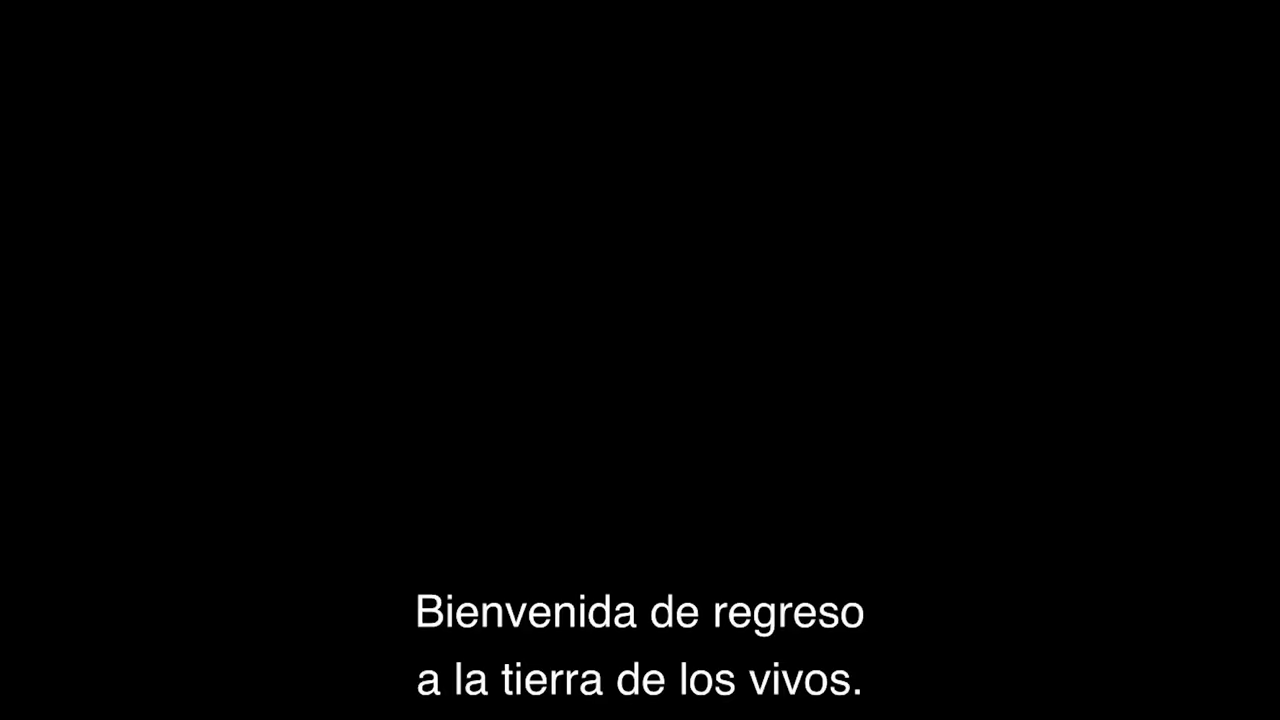 Bienvenida de regreso
a la tierra de los vivos.